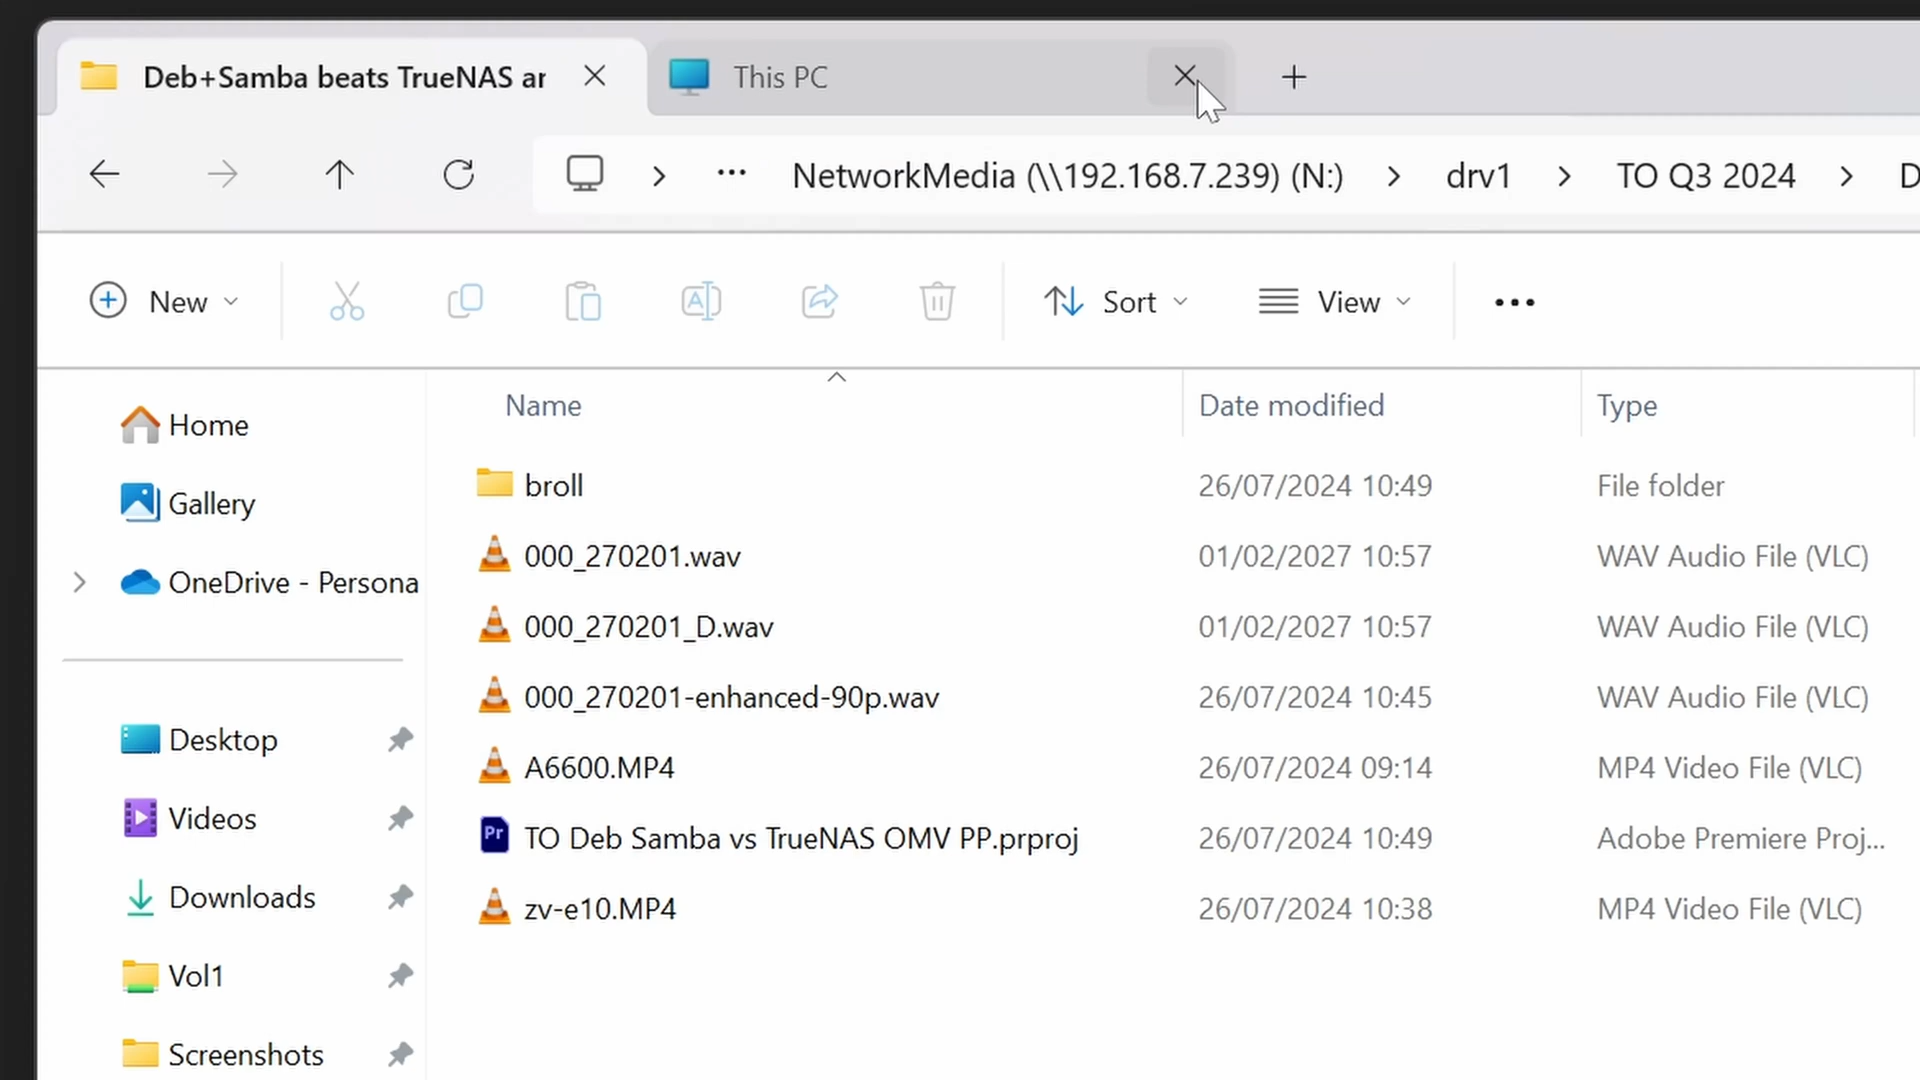 Deb+Samba beats TrueNAS ar
This PC
NetworkMedia (\\192.168.7.239) (N:) > drv1 > TO Q3 2024 > D
New
Sort
View
Name Date modified Type
Home
Gallery
OneDrive - Persona
Desktop
Videos
Downloads
Vol1
Screenshots
broll 26/07/2024 10:49 File folder
000_270201.wav 01/02/2027 10:57 WAV Audio File (VLC)
000_270201_D.wav 01/02/2027 10:57 WAV Audio File (VLC)
000_270201-enhanced-90p.wav 26/07/2024 10:45 WAV Audio File (VLC)
A6600.MP4 26/07/2024 09:14 MP4 Video File (VLC)
Pr TO Deb Samba vs TrueNAS OMV PP.prproj 26/07/2024 10:49 Adobe Premiere Proj...
zv-e10.MP4 26/07/2024 10:38 MP4 Video File (VLC)